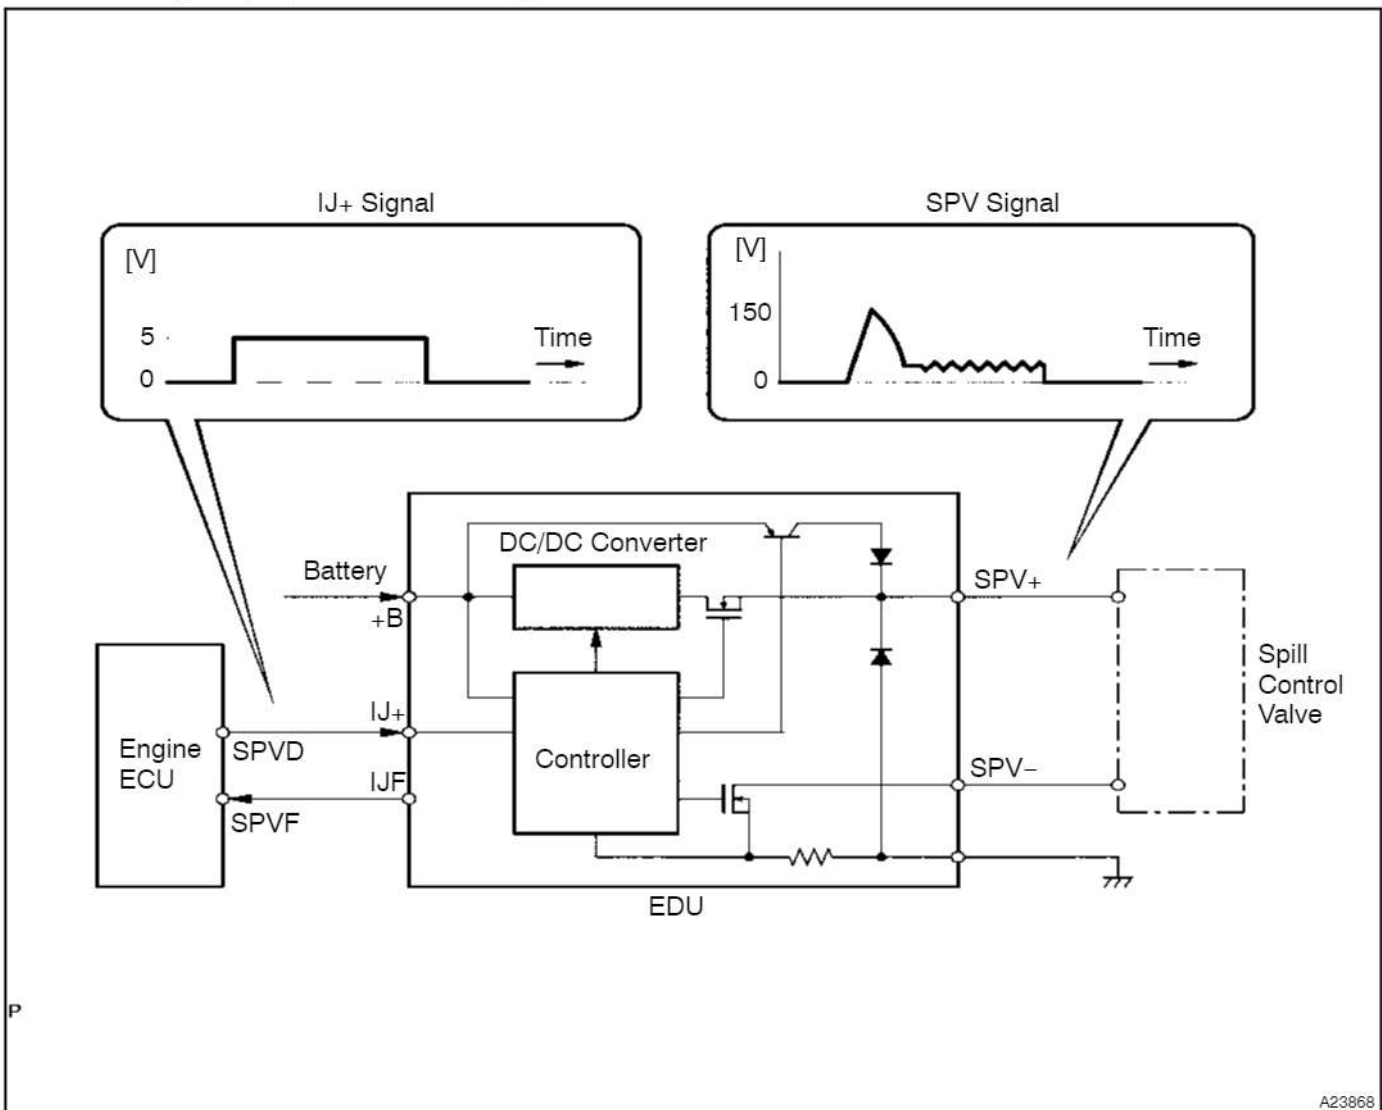 IJ+ Signal
SPV Signal
[V]
5
0
Time
[V]
150
0
Time
DC/DC Converter
Battery
+B
SPV+
IJ+
Engine
ECU
SPVD
IJF
SPVF
Controller
SPV–
Spill
Control
Valve
EDU
P
A23868